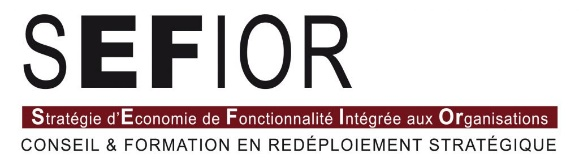 SEFIOR
Stratégie d'Economie de Fonctionnalité Intégrée aux Organisations
CONSEIL & FORMATION EN REDÉPLOIEMENT STRATÉGIQUE